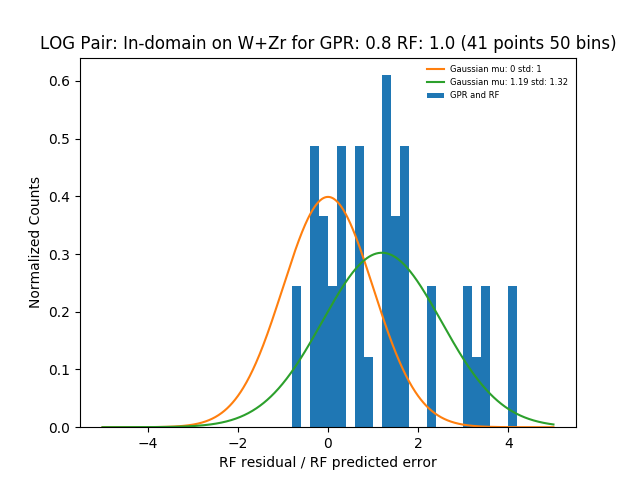 LOG Pair: In-domain on W+Zr for GPR: 0.8 RF: 1.0 (41 points 50 bins)
Gaussian mu: 0 std: 1
Gaussian mu: 1.19 std: 1.32
GPR and RF
Normalized Counts
0.6
0.5
0.4
0.3
0.2
0.1
0.0
−4 −2 0 2 4
RF residual / RF predicted error